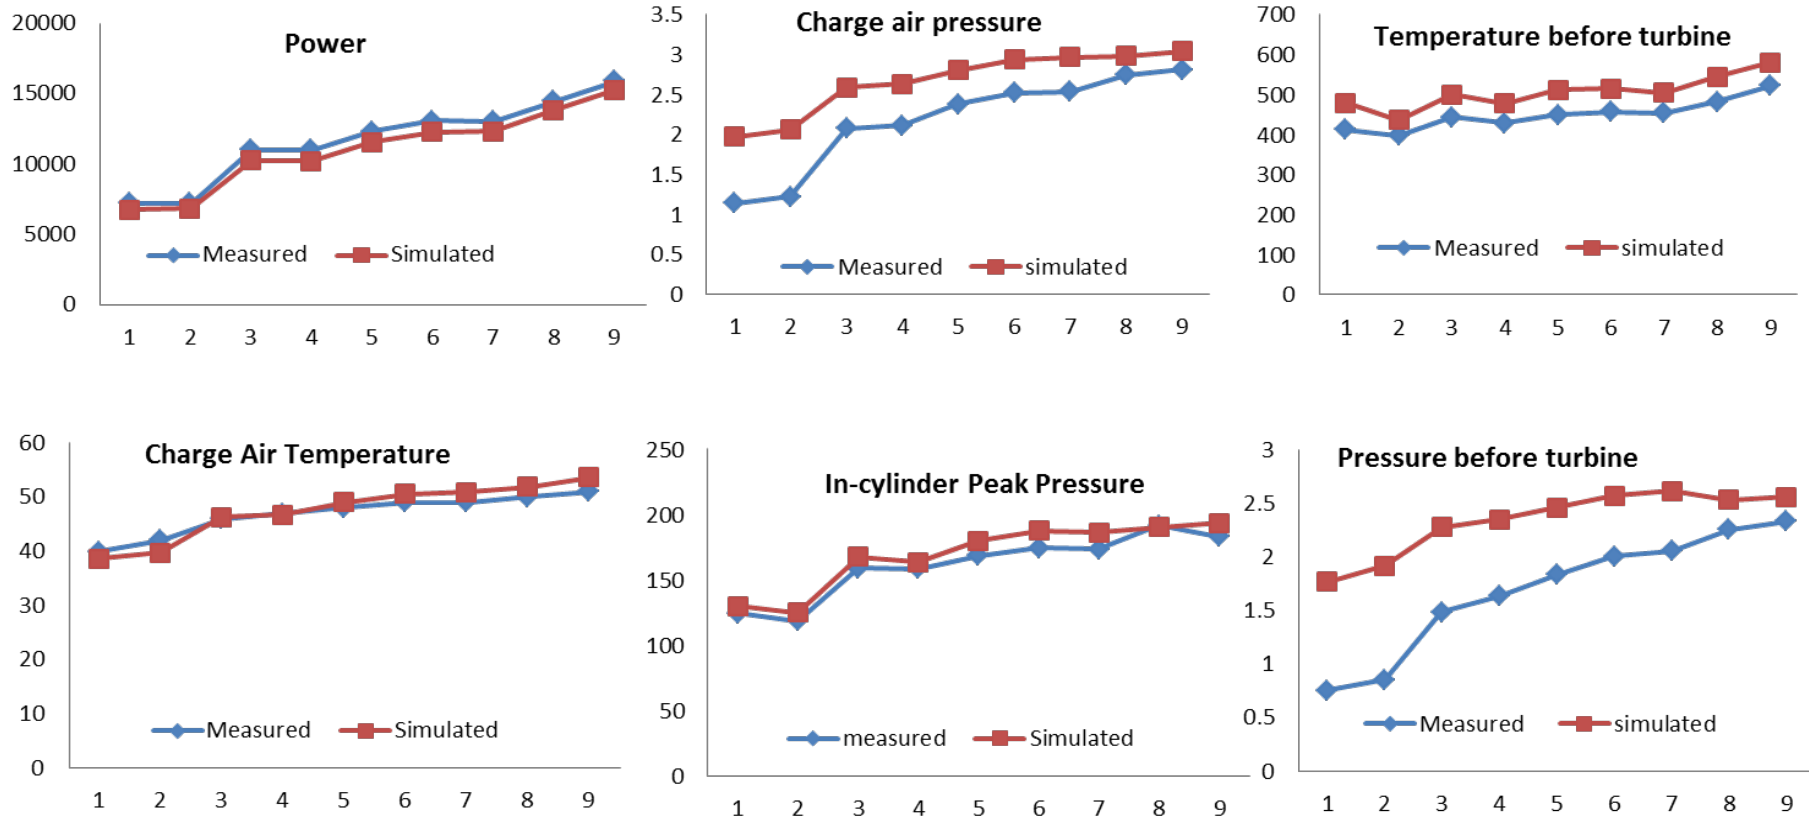 Power
20000
15000
10000
5000
0
Measured Simulated
1 2 3 4 5 6 7 8 9
Charge air pressure
3.5
3
2.5
2
1.5
1
0.5
0
Measured simulated
1 2 3 4 5 6 7 8 9
Temperature before turbine
700
600
500
400
300
200
100
0
Measured simulated
1 2 3 4 5 6 7 8 9
Charge Air Temperature
60
50
40
30
20
10
0
Measured Simulated
1 2 3 4 5 6 7 8 9
In-cylinder Peak Pressure
250
200
150
100
50
0
measured Simulated
1 2 3 4 5 6 7 8 9
Pressure before turbine
3
2.5
2
1.5
1
0.5
0
Measured simulated
1 2 3 4 5 6 7 8 9